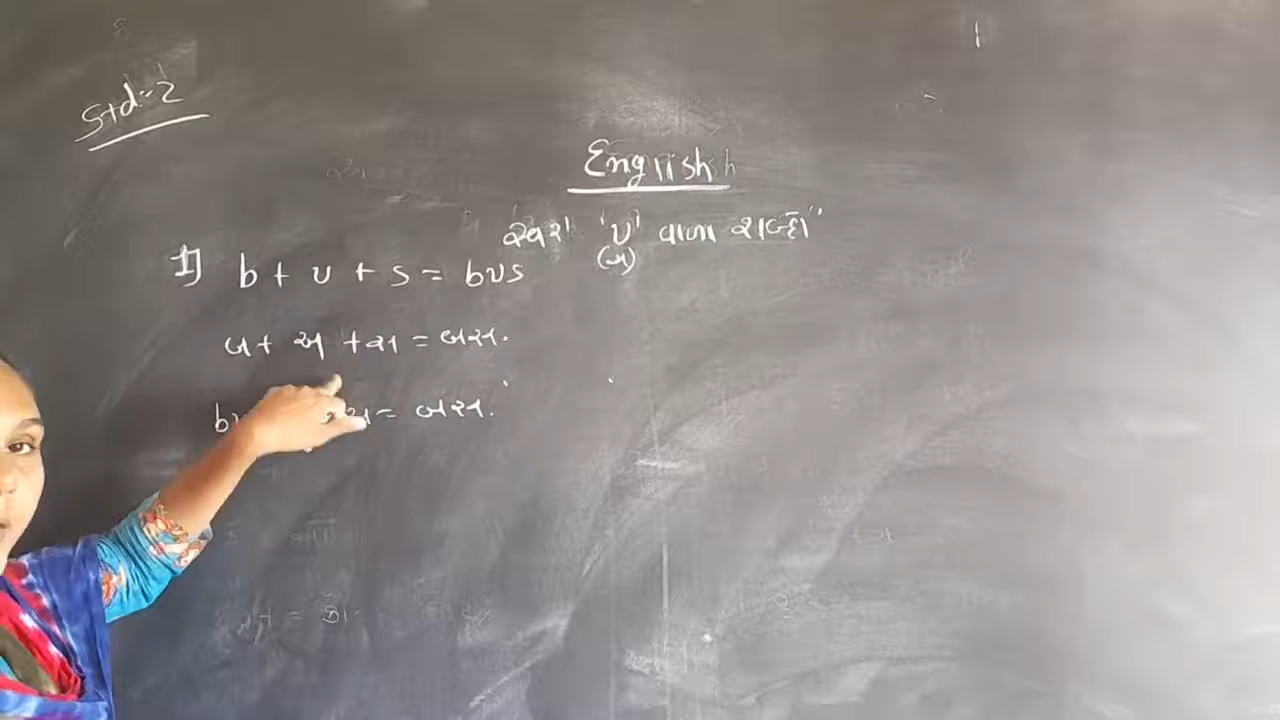 Std:-2
English
સ્વર 'u' વાળા શબ્દો"
(અ)
1) b + u + s = bus
બ + અ + સ = બસ.
સ = બસ.